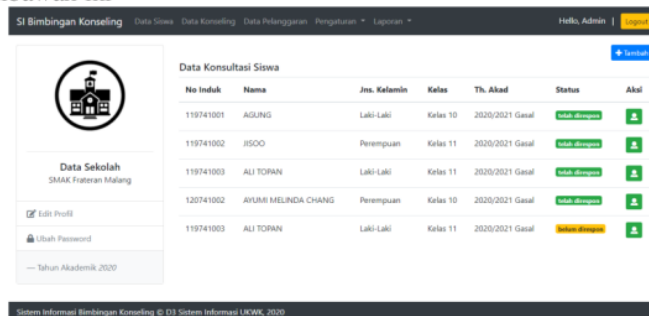 SI Bimbingan Konseling Data Siswa Data Konseling Data Pelanggaran Pengaturan Laporan Hello, Admin | Logout
+Tambah
Data Konsultasi Siswa
No Induk Nama Jns. Kelamin Kelas Th. Akad Status Aksi
119741001 AGUNG Laki-Laki Kelas 10 2020/2021 Gasal telah direspon
119741002 JISOO Perempuan Kelas 11 2020/2021 Gasal telah direspon
119741003 ALI TOPAN Laki-Laki Kelas 11 2020/2021 Gasal telah direspon
120741002 AYUMI MELINDA CHANG Perempuan Kelas 10 2020/2021 Gasal telah direspon
119741003 ALI TOPAN Laki-Laki Kelas 11 2020/2021 Gasal belum direspon
Data Sekolah
SMAK Frateran Malang
Edit Profil
Ubah Password
— Tahun Akademik 2020
Sistem Informasi Bimbingan Konseling © D3 Sistem Informasi UKWK, 2020